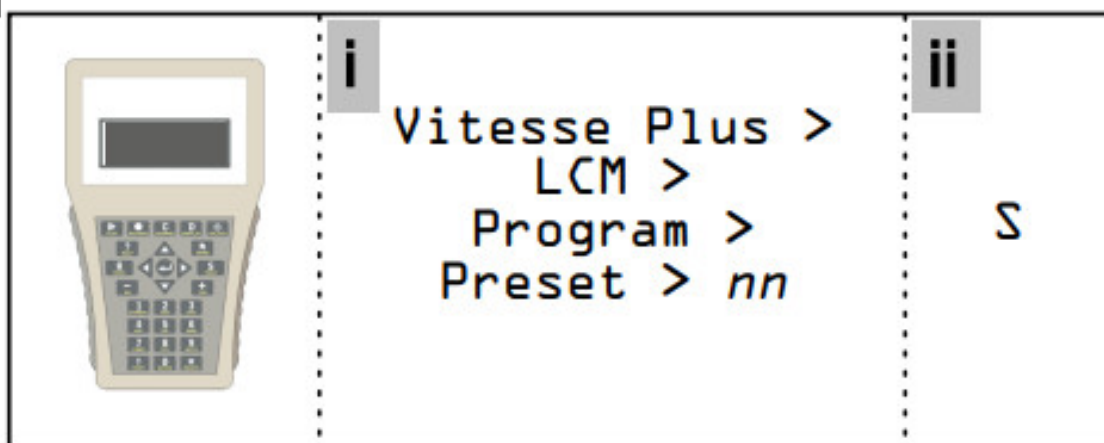 i
Vitesse Plus >
LCM >
Program >
Preset > nn
ii
S